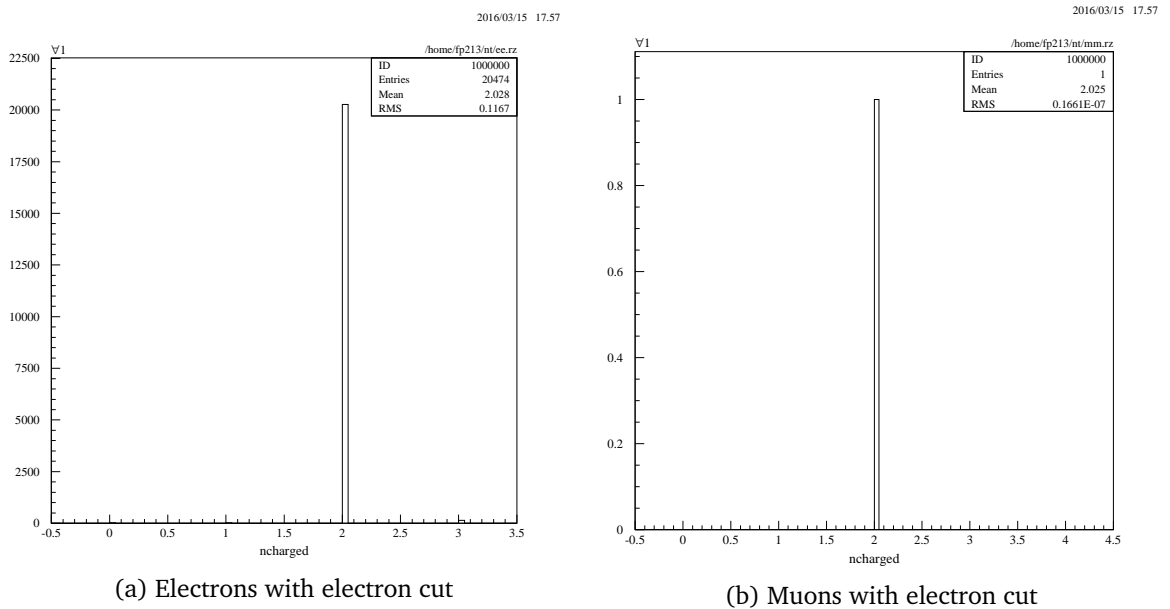 2016/03/15 17.57
∀1
/home/fp213/nt/ee.rz
ID 1000000
Entries 20474
Mean 2.028
RMS 0.1167
22500
20000
17500
15000
12500
10000
7500
5000
2500
0
-0.5 0 0.5 1 1.5 2 2.5 3 3.5
ncharged
(a) Electrons with electron cut
2016/03/15 17.57
∀1
/home/fp213/nt/mm.rz
ID 1000000
Entries 1
Mean 2.025
RMS 0.1661E-07
1
0.8
0.6
0.4
0.2
0
-0.5 0 0.5 1 1.5 2 2.5 3 3.5 4 4.5
ncharged
(b) Muons with electron cut